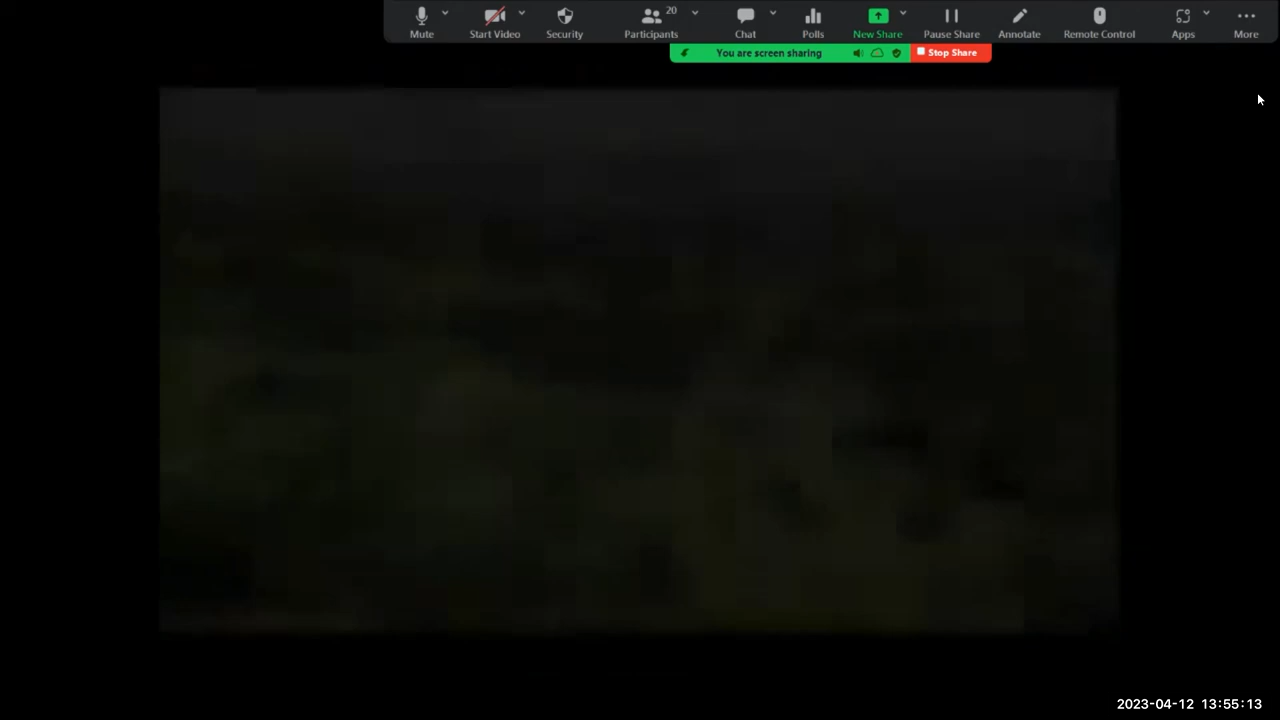 20
Mute Start Video Security Participants Chat Polls New Share Pause Share Annotate Remote Control Apps More
You are screen sharing Stop Share
2023-04-12 13:55:13